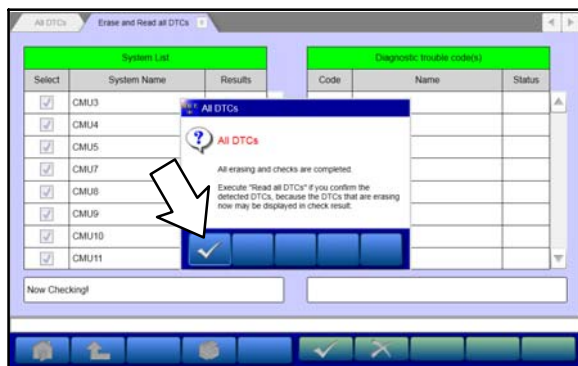 All DTCs
Erase and Read all DTCs
System List
Diagnostic trouble code(s)
Select System Name Results
Code Name Status
CMU3
CMU4
CMU5
CMU7
CMU8
CMU9
CMU10
CMU11
All DTCs
All DTCs
All erasing and checks are completed.
Execute "Read all DTCs" if you confirm the
detected DTCs, because the DTCs that are erasing
now may be displayed in check result.
Now Checking!